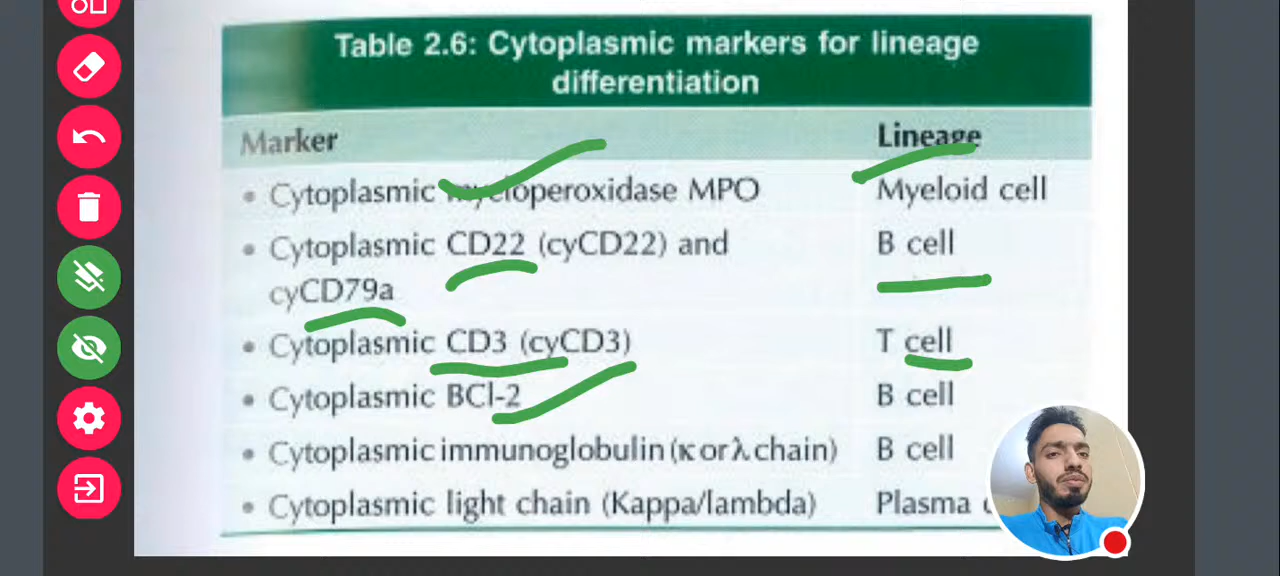 Table 2.6: Cytoplasmic markers for lineage
differentiation
Marker Lineage
• Cytoplasmic myeloperoxidase MPO Myeloid cell
• Cytoplasmic CD22 (cyCD22) and B cell
cyCD79a
• Cytoplasmic CD3 (cyCD3) T cell
• Cytoplasmic BCl-2 B cell
• Cytoplasmic immunoglobulin (κ or λ chain) B cell
• Cytoplasmic light chain (Kappa/lambda) Plasma